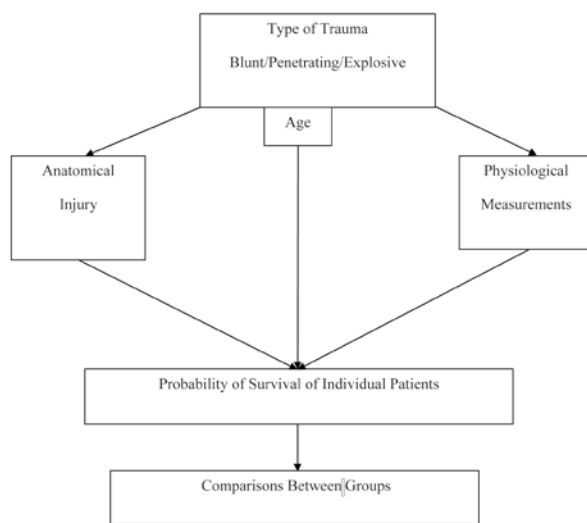 Type of Trauma
Blunt/Penetrating/Explosive
Age
Anatomical
Injury
Physiological
Measurements
Probability of Survival of Individual Patients
Comparisons Between Groups